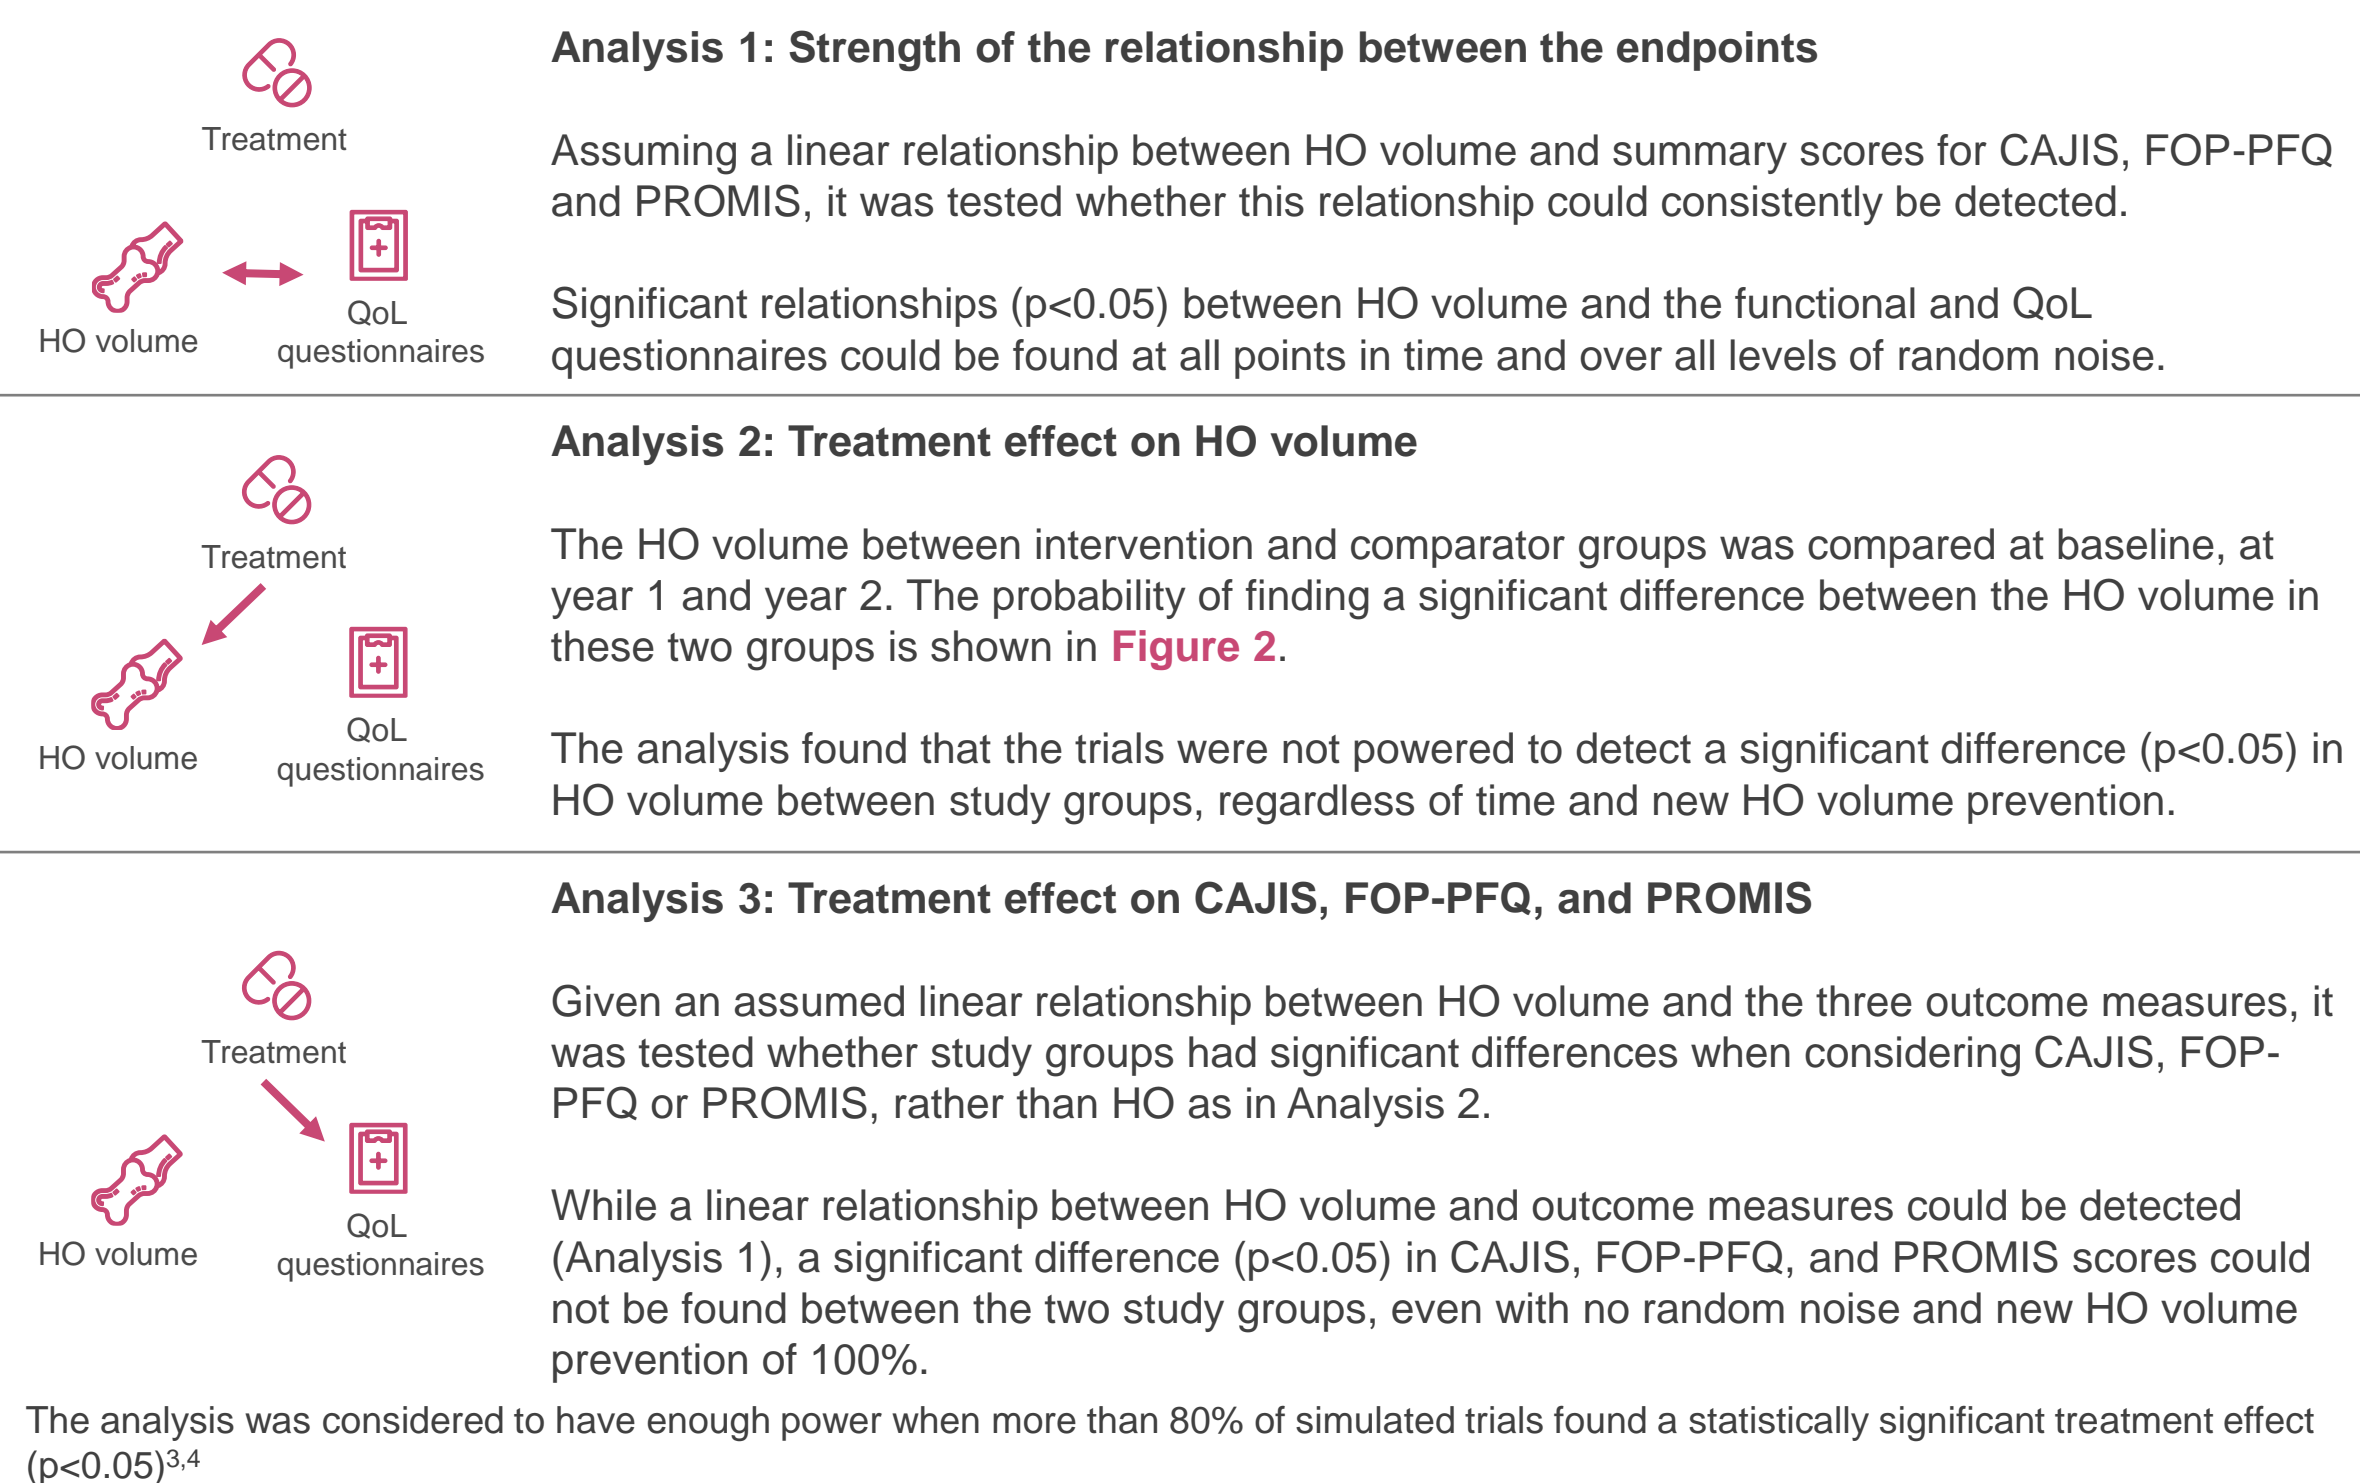 Analysis 1: Strength of the relationship between the endpoints
Treatment
HO volume
QoL
questionnaires
Assuming a linear relationship between HO volume and summary scores for CAJIS, FOP-PFQ
and PROMIS, it was tested whether this relationship could consistently be detected.
Significant relationships (p<0.05) between HO volume and the functional and QoL
questionnaires could be found at all points in time and over all levels of random noise.
Analysis 2: Treatment effect on HO volume
Treatment
HO volume
QoL
questionnaires
The HO volume between intervention and comparator groups was compared at baseline, at
year 1 and year 2. The probability of finding a significant difference between the HO volume in
these two groups is shown in Figure 2.
The analysis found that the trials were not powered to detect a significant difference (p<0.05) in
HO volume between study groups, regardless of time and new HO volume prevention.
Analysis 3: Treatment effect on CAJIS, FOP-PFQ, and PROMIS
Treatment
HO volume
QoL
questionnaires
Given an assumed linear relationship between HO volume and the three outcome measures, it
was tested whether study groups had significant differences when considering CAJIS, FOP-
PFQ or PROMIS, rather than HO as in Analysis 2.
While a linear relationship between HO volume and outcome measures could be detected
(Analysis 1), a significant difference (p<0.05) in CAJIS, FOP-PFQ, and PROMIS scores could
not be found between the two study groups, even with no random noise and new HO volume
prevention of 100%.
The analysis was considered to have enough power when more than 80% of simulated trials found a statistically significant treatment effect
(p<0.05)3,4